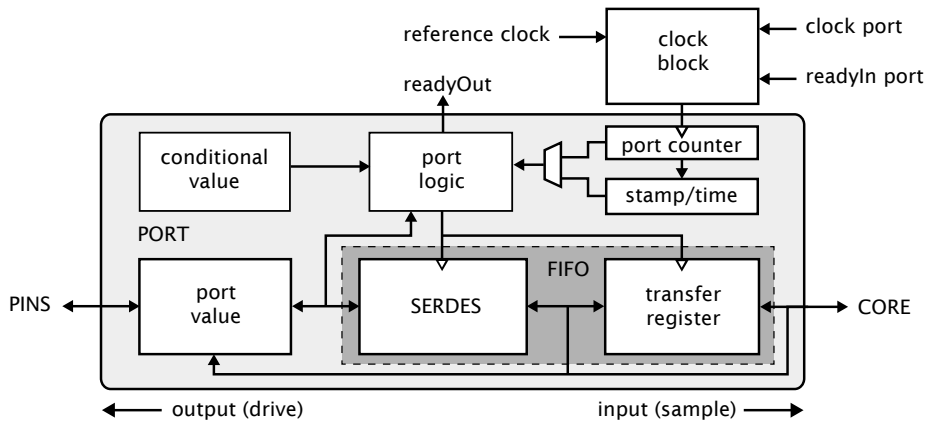 reference clock
clock
block
clock port
readyIn port
readyOut
conditional
value
port
logic
port counter
stamp/time
PORT
FIFO
PINS
port
value
SERDES
transfer
register
CORE
output (drive)
input (sample)